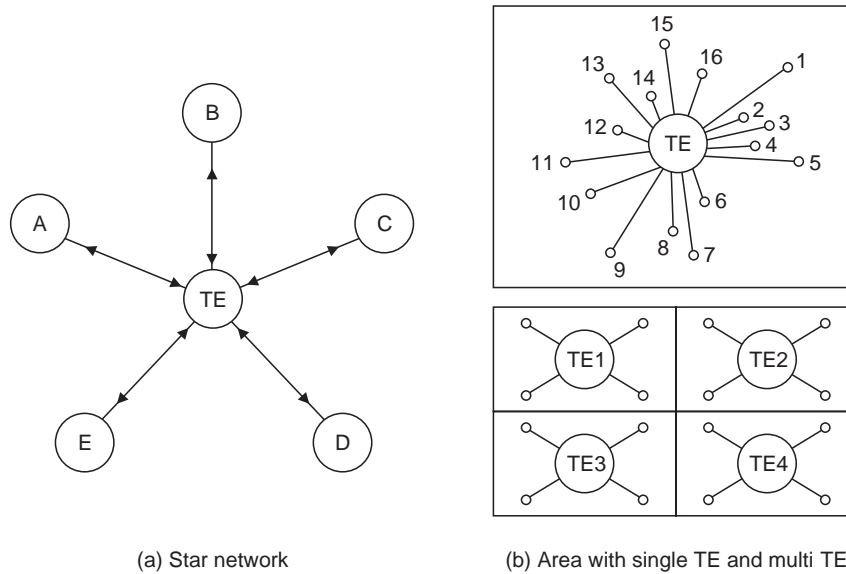 B
A
C
TE
E
D
(a) Star network
15
16
1
13
14
2
3
12
TE
4
11
5
10
6
8
7
9
TE1
TE2
TE3
TE4
(b) Area with single TE and multi TE